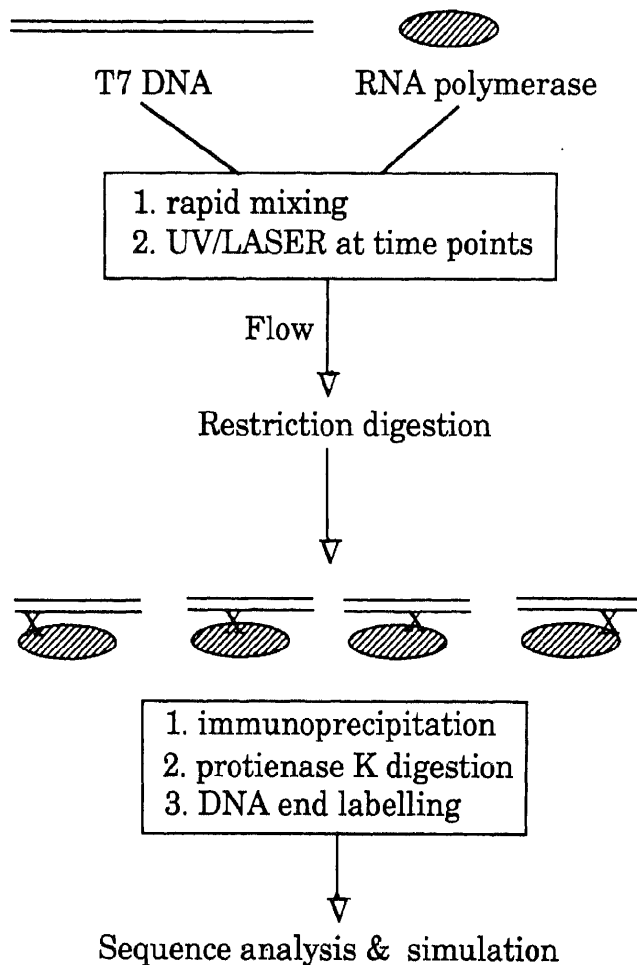 T7 DNA
RNA polymerase
1. rapid mixing
2. UV/LASER at time points
Flow
Restriction digestion
1. immunoprecipitation
2. protienase K digestion
3. DNA end labelling
Sequence analysis & simulation